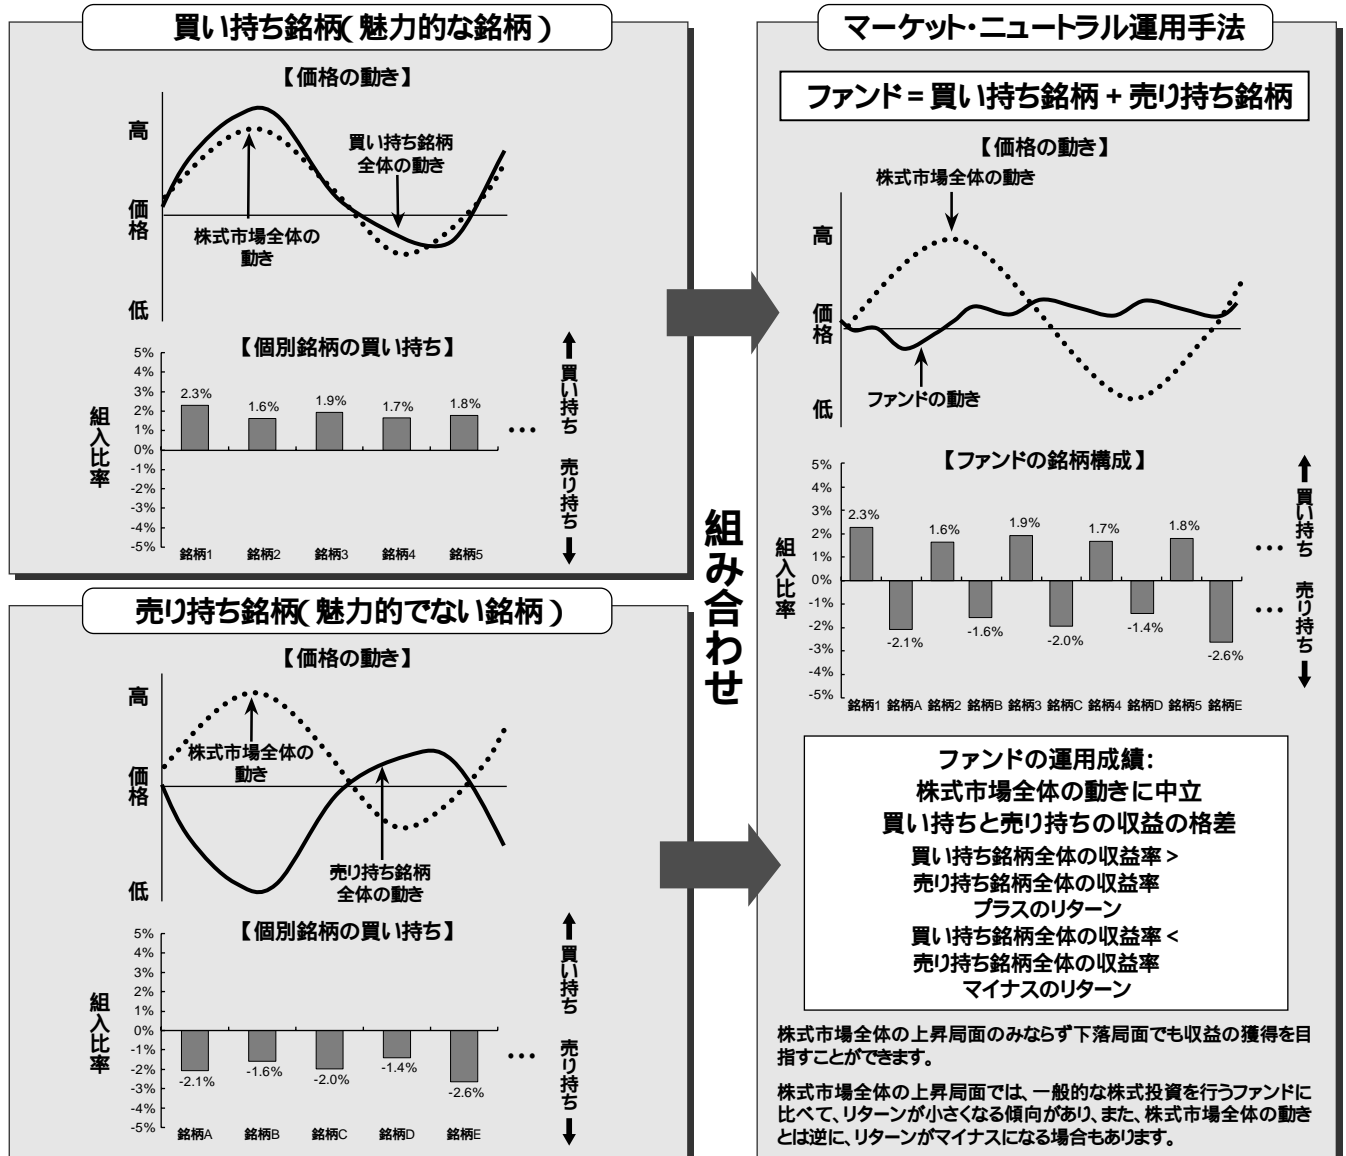 買い持ち銘柄(魅力的な銘柄)
【価格の動き】
高
価格
低
買い持ち銘柄
全体の動き
株式市場全体の
動き
【個別銘柄の買い持ち】
組入比率
5%
4%
3%
2%
1%
0%
-1%
-2%
-3%
-4%
-5%
2.3%
1.6%
1.9%
1.7%
1.8%
…
銘柄1 銘柄2 銘柄3 銘柄4 銘柄5
買い持ち
売り持ち
売り持ち銘柄(魅力的でない銘柄)
【価格の動き】
高
価格
低
株式市場全体の
動き
売り持ち銘柄
全体の動き
【個別銘柄の買い持ち】
組入比率
5%
4%
3%
2%
1%
0%
-1%
-2%
-3%
-4%
-5%
-2.1%
-1.6%
-2.0%
-1.4%
-2.6%
…
銘柄A 銘柄B 銘柄C 銘柄D 銘柄E
買い持ち
売り持ち
組み合わせ
マーケット・ニュートラル運用手法
ファンド=買い持ち銘柄+売り持ち銘柄
【価格の動き】
株式市場全体の動き
高
価格
低
ファンドの動き
【ファンドの銘柄構成】
組入比率
5%
4%
3%
2%
1%
0%
-1%
-2%
-3%
-4%
-5%
2.3%
-2.1%
1.6%
-1.6%
1.9%
-2.0%
1.7%
-1.4%
1.8%
-2.6%
…
…
銘柄1 銘柄A 銘柄2 銘柄B 銘柄3 銘柄C 銘柄4 銘柄D 銘柄5 銘柄E
買い持ち
売り持ち
ファンドの運用成績:
株式市場全体の動きに中立
買い持ちと売り持ちの収益の格差
買い持ち銘柄全体の収益率>
売り持ち銘柄全体の収益率
プラスのリターン
買い持ち銘柄全体の収益率<
売り持ち銘柄全体の収益率
マイナスのリターン
株式市場全体の上昇局面のみならず下落局面でも収益の獲得を目
指すことができます。
株式市場全体の上昇局面では、一般的な株式投資を行うファンドに
比べて、リターンが小さくなる傾向があり、また、株式市場全体の動き
とは逆に、リターンがマイナスになる場合もあります。